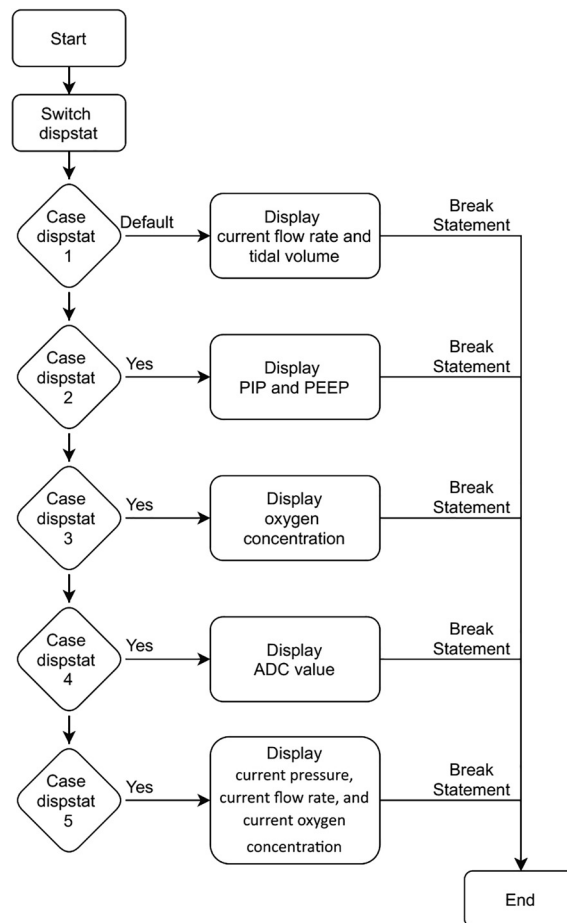 Start
Switch
dispstat
Case
dispstat
1
Default
Display
current flow rate and
tidal volume
Break
Statement
Case
dispstat
2
Yes
Display
PIP and PEEP
Break
Statement
Case
dispstat
3
Yes
Display
oxygen
concentration
Break
Statement
Case
dispstat
4
Yes
Display
ADC value
Break
Statement
Case
dispstat
5
Yes
Display
current pressure,
current flow rate, and
current oxygen
concentration
Break
Statement
End